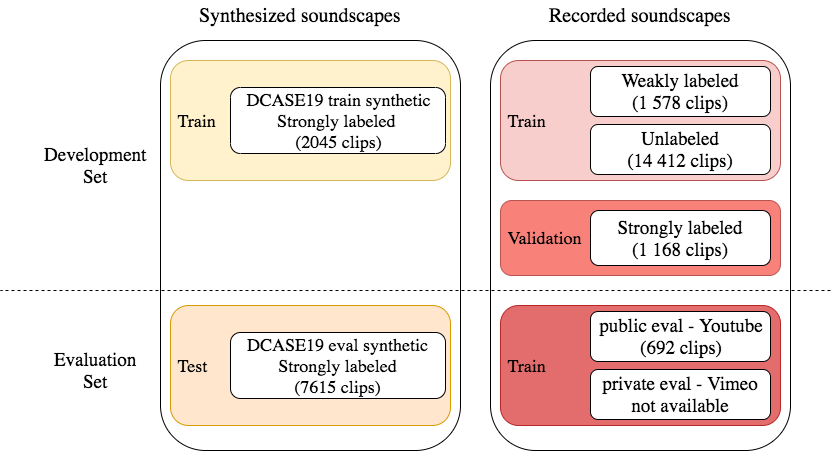 Synthesized soundscapes
Recorded soundscapes
Development
Set
Train
DCASE19 train synthetic
Strongly labeled
(2045 clips)
Train
Weakly labeled
(1 578 clips)
Unlabeled
(14 412 clips)
Validation
Strongly labeled
(1 168 clips)
Evaluation
Set
Test
DCASE19 eval synthetic
Strongly labeled
(7615 clips)
Train
public eval - Youtube
(692 clips)
private eval - Vimeo
not available